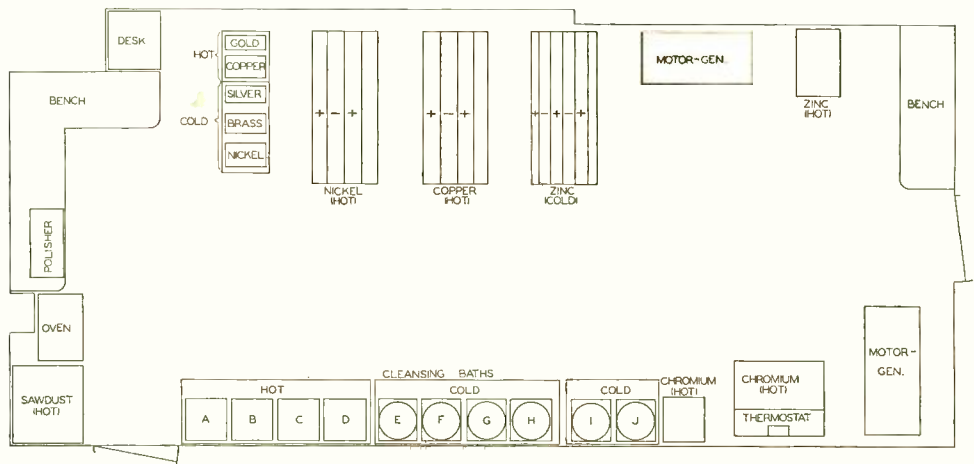 DESK
GOLD
HOT
COPPER
SILVER
COLD
BRASS
NICKEL
BENCH
+ - +
NICKEL
(HOT)
+ - +
COPPER
(HOT)
+ - + - +
ZINC
(COLD)
MOTOR-GEN.
ZINC
(HOT)
BENCH
POLISHER
OVEN
SAWDUST
(HOT)
CLEANSING BATHS
HOT
A B C D
COLD
E F G H
COLD
I J
CHROMIUM
(HOT)
CHROMIUM
(HOT)
THERMOSTAT
MOTOR-
GEN.